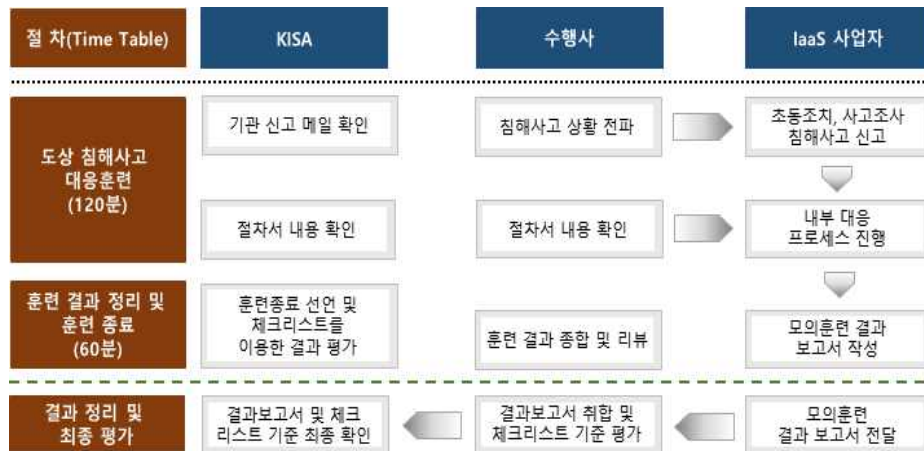 절 차(Time Table)
KISA
수행사
IaaS 사업자
도상 침해사고
대응훈련
(120분)
기관 신고 메일 확인
침해사고 상황 전파
초동조치, 사고조사
침해사고 신고
절차서 내용 확인
절차서 내용 확인
내부 대응
프로세스 진행
훈련 결과 정리 및
훈련 종료
(60분)
훈련종료 선언 및
체크리스트를
이용한 결과 평가
훈련 결과 종합 및 리뷰
모의훈련 결과
보고서 작성
결과 정리 및
최종 평가
결과보고서 및 체크
리스트 기준 최종 확인
결과보고서 취합 및
체크리스트 기준 평가
모의훈련
결과 보고서 전달